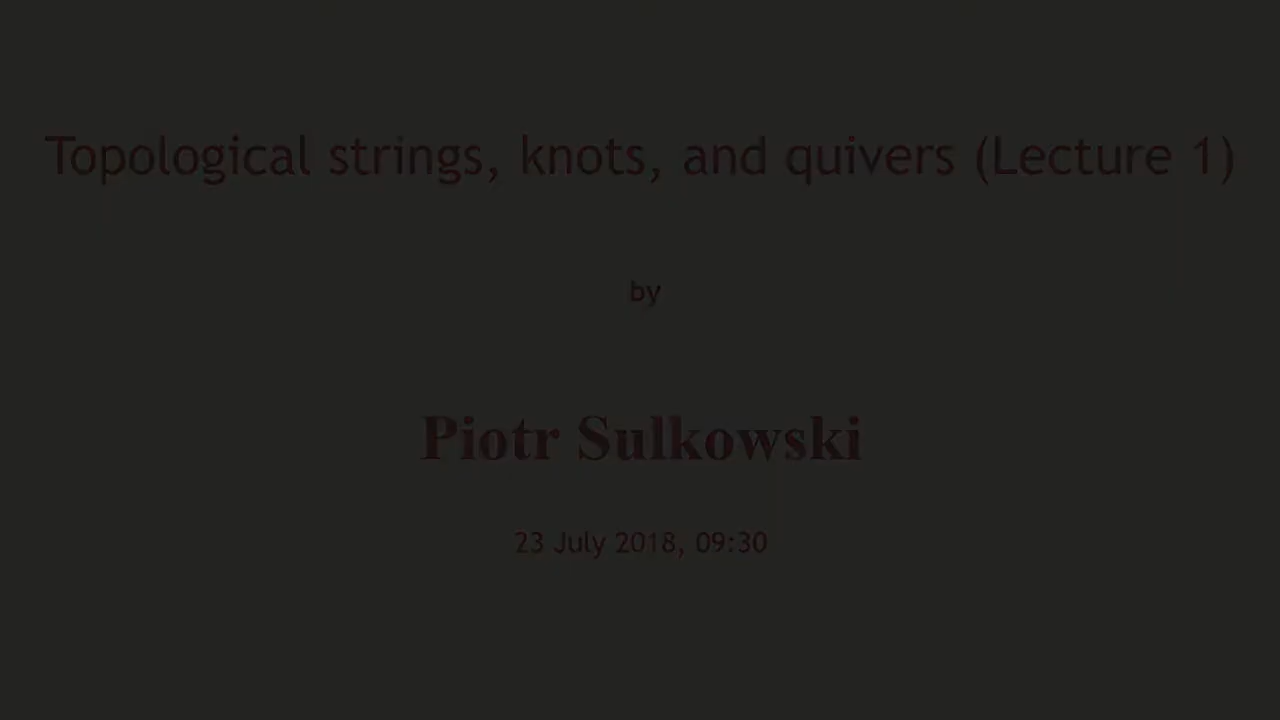 Topological strings, knots, and quivers (Lecture 1)
by
Piotr Sulkowski
23 July 2018, 09:30